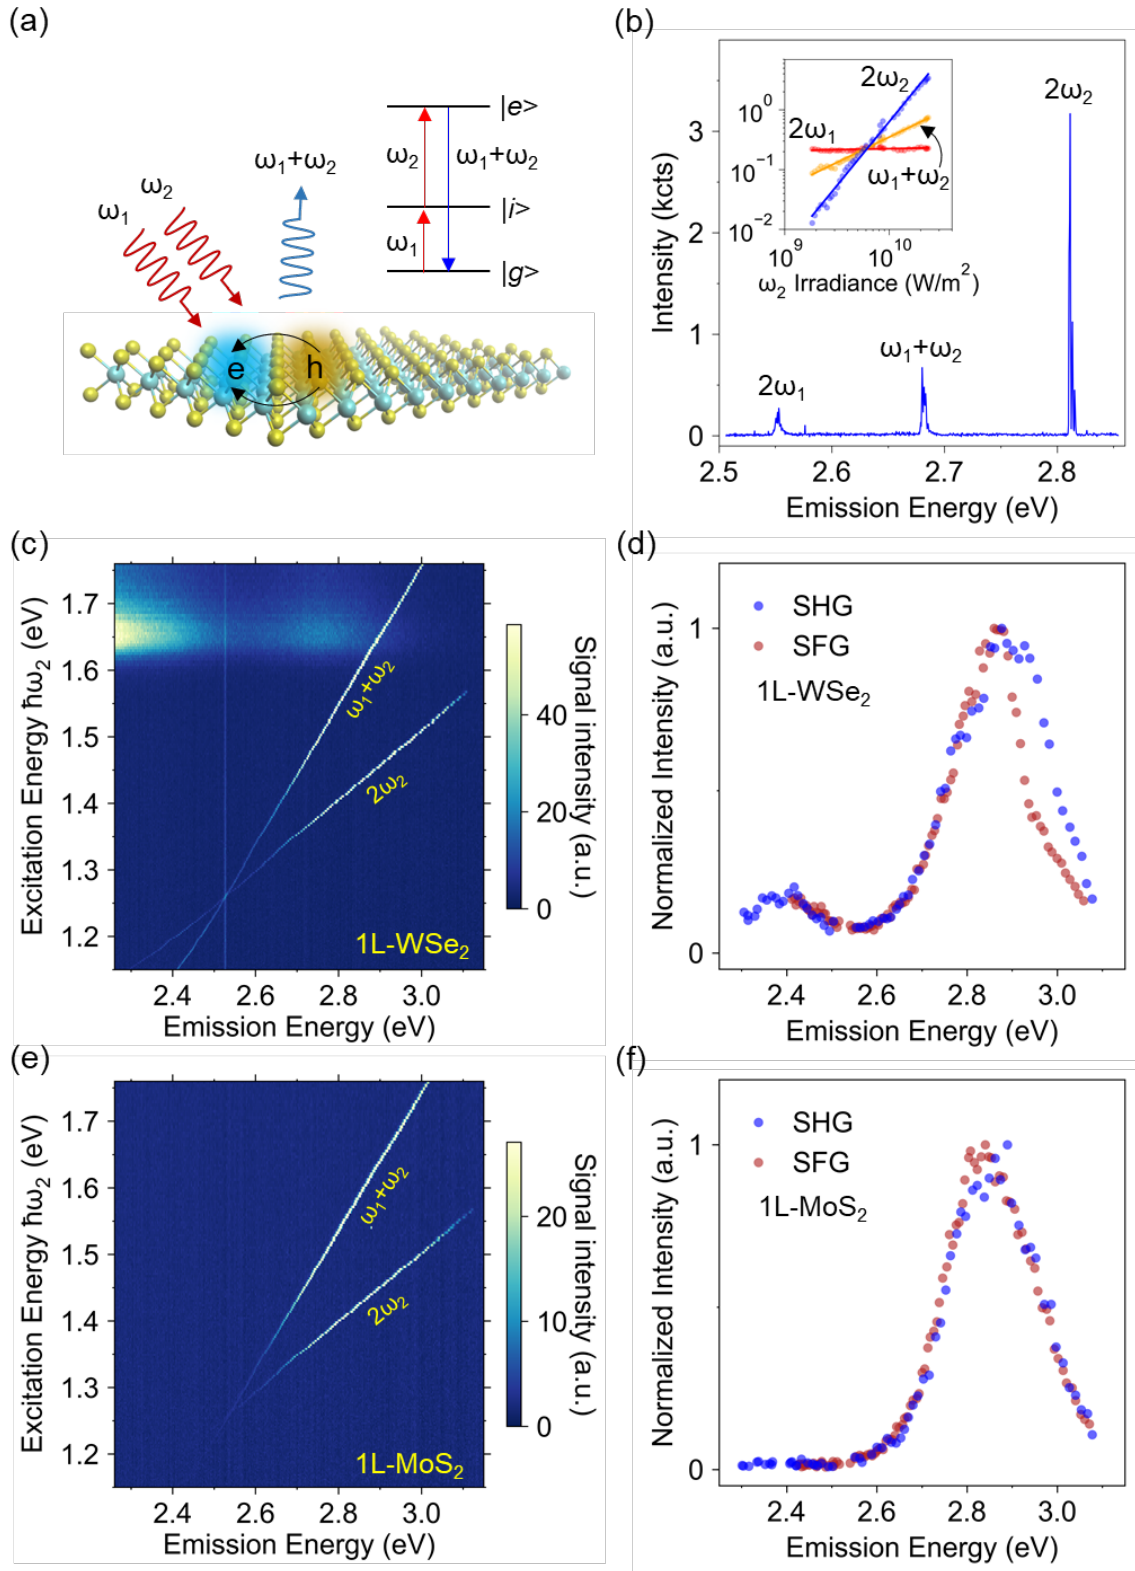 (a)
ω₁
ω₂
ω₁+ω₂
|e>
ω₂
ω₁+ω₂
|i>
ω₁
|g>
e
h
(b)
Intensity (kcts)
3
2
1
0
2.5
2.6
2.7
2.8
Emission Energy (eV)
2ω₁
ω₁+ω₂
2ω₂
10⁰
10⁻¹
10⁻²
10⁹
10¹⁰
ω₂ Irradiance (W/m²)
2ω₂
2ω₁
ω₁+ω₂
(c)
Excitation Energy ħω₂ (eV)
1.7
1.6
1.5
1.4
1.3
1.2
2.4
2.6
2.8
3.0
Emission Energy (eV)
ω₁+ω₂
2ω₂
1L-WSe₂
40
20
0
Signal intensity (a.u.)
(d)
Normalized Intensity (a.u.)
1
0
SHG
SFG
1L-WSe₂
2.4
2.6
2.8
3.0
Emission Energy (eV)
(e)
Excitation Energy ħω₂ (eV)
1.7
1.6
1.5
1.4
1.3
1.2
2.4
2.6
2.8
3.0
Emission Energy (eV)
ω₁+ω₂
2ω₂
1L-MoS₂
20
10
0
Signal intensity (a.u.)
(f)
Normalized Intensity (a.u.)
1
0
SHG
SFG
1L-MoS₂
2.4
2.6
2.8
3.0
Emission Energy (eV)